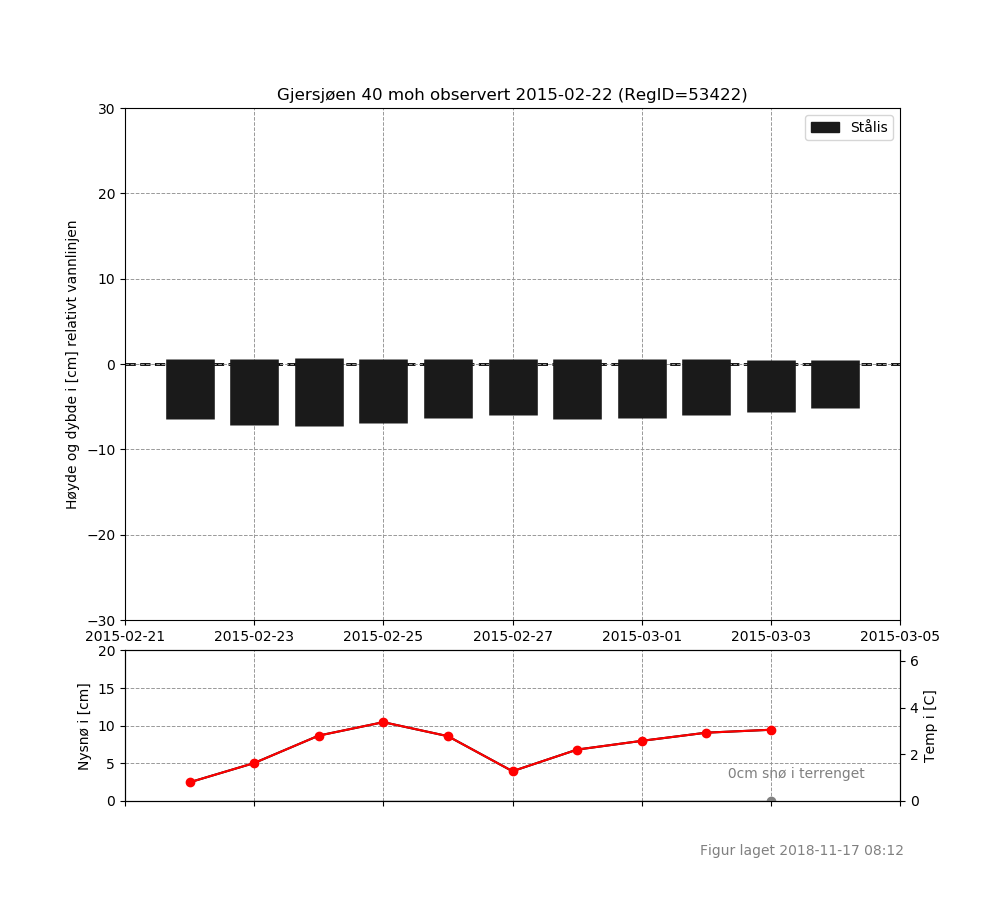 Gjersjøen 40 moh observert 2015-02-22 (RegID=53422)
30
20
10
0
−10
−20
−30
Høyde og dybde i [cm] relativt vannlinjen
Stålis
2015-02-21 2015-02-23 2015-02-25 2015-02-27 2015-03-01 2015-03-03 2015-03-05
20
15
10
5
0
Nysnø i [cm]
6
4
2
0
Temp i [C]
0cm snø i terrenget
Figur laget 2018-11-17 08:12